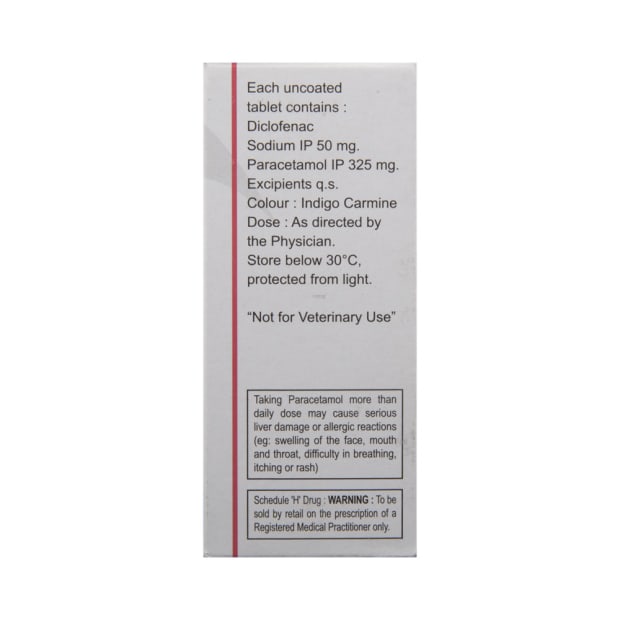 Each uncoated
tablet contains :
Diclofenac
Sodium IP 50 mg.
Paracetamol IP 325 mg.
Excipients q.s.
Colour : Indigo Carmine
Dose : As directed by
the Physician.
Store below 30°C,
protected from light.
“Not for Veterinary Use”
Taking Paracetamol more than
daily dose may cause serious
liver damage or allergic reactions
(eg: swelling of the face, mouth
and throat, difficulty in breathing,
itching or rash)
Schedule 'H' Drug : WARNING : To be
sold by retail on the prescription of a
Registered Medical Practitioner only.